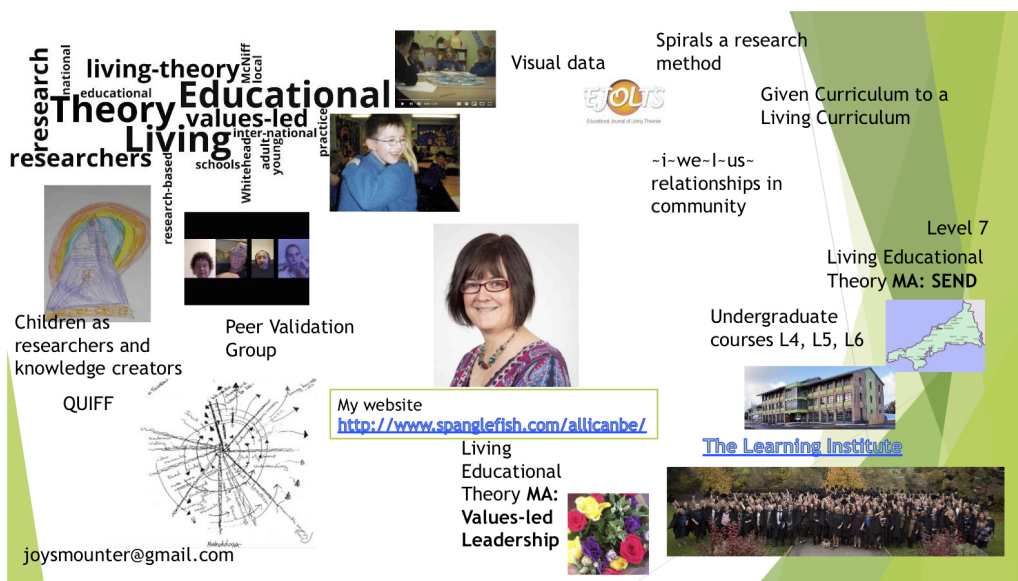 research
national
living-theory
McNiff
local
educational
Educational
Theory
values-led
Living
inter-national
practice
researchers
schools
Whitehead
adult
young
research-based
Visual data
Spirals a research
method
EJOLTS
Educational Journal of Living Theories
Given Curriculum to a
Living Curriculum
~i~we~I~us~
relationships in
community
Level 7
Living Educational
Theory MA: SEND
Undergraduate
courses L4, L5, L6
Children as
researchers and
knowledge creators
Peer Validation
Group
QUIFF
My website
http://www.spanglefish.com/allicanbe/
The Learning Institute
Living
Educational
Theory MA:
Values-led
Leadership
joysmounter@gmail.com